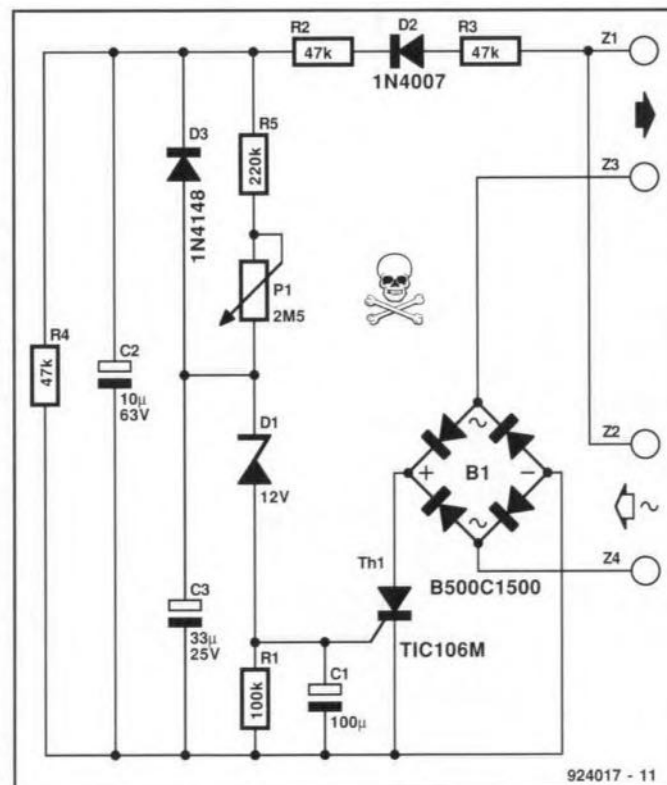 R2
47k
D2
1N4007
R3
47k
Z1
D3
1N4148
R5
220k
Z3
P1
2M5
R4
47k
C2
10µ
63V
D1
12V
+
~
B1
~
−
Z2
~
Th1
B500C1500
Z4
C3
33µ
25V
R1
100k
C1
100µ
TIC106M
924017 - 11